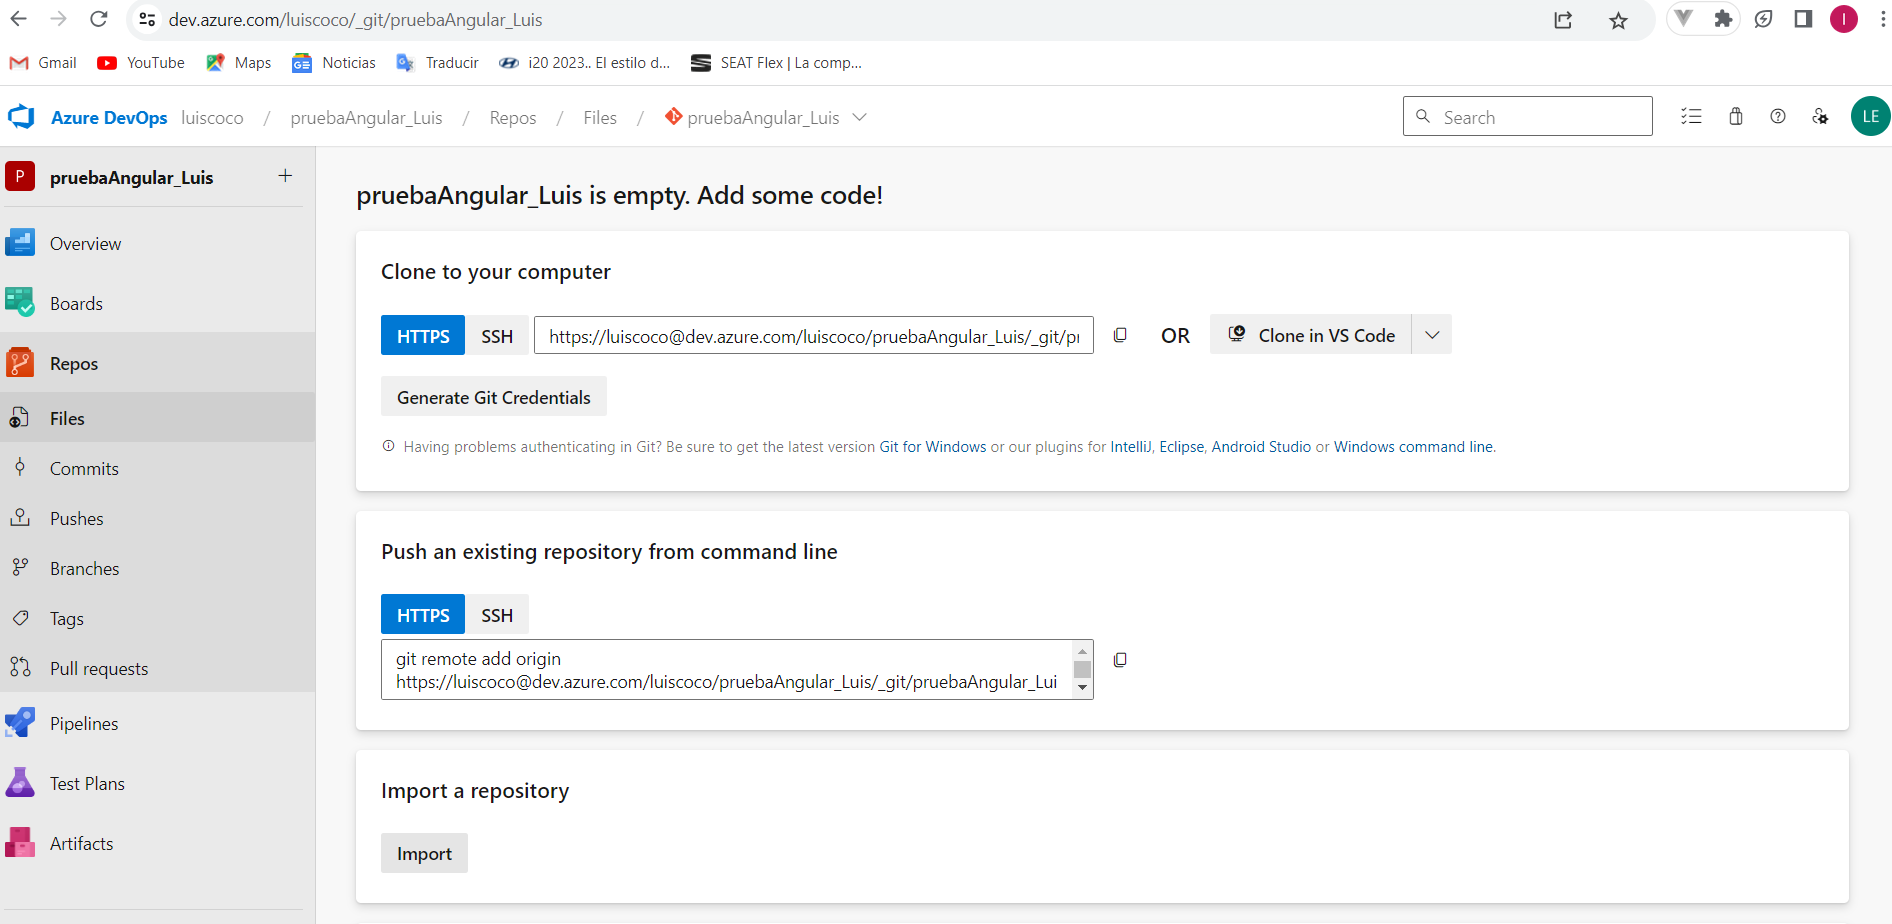 dev.azure.com/luiscoco/_git/pruebaAngular_Luis
I
Gmail YouTube Maps Noticias Traducir i20 2023.. El estilo d... SEAT Flex | La comp...
Azure DevOps luiscoco / pruebaAngular_Luis / Repos / Files / pruebaAngular_Luis
Search
LE
P pruebaAngular_Luis +
Overview
Boards
Repos
Files
Commits
Pushes
Branches
Tags
Pull requests
Pipelines
Test Plans
Artifacts
pruebaAngular_Luis is empty. Add some code!
Clone to your computer
HTTPS SSH https://luiscoco@dev.azure.com/luiscoco/pruebaAngular_Luis/_git/pr OR Clone in VS Code
Generate Git Credentials
Having problems authenticating in Git? Be sure to get the latest version Git for Windows or our plugins for IntelliJ, Eclipse, Android Studio or Windows command line.
Push an existing repository from command line
HTTPS SSH
git remote add origin
https://luiscoco@dev.azure.com/luiscoco/pruebaAngular_Luis/_git/pruebaAngular_Lui
Import a repository
Import